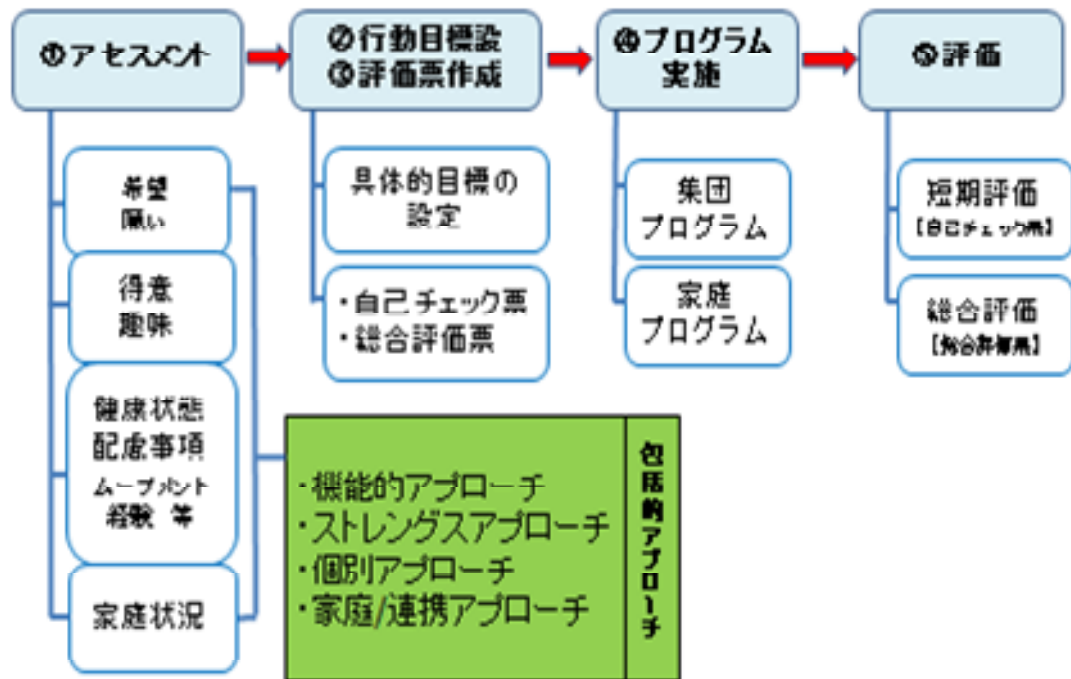 ①アセスメント
②行動目標設
③評価票作成
④プログラム
実施
⑤評価
希望
願い
得意
趣味
健康状態
配慮事項
ムーブメント
経験 等
家庭状況
具体的目標の
設定
・自己チェック票
・総合評価票
集団
プログラム
家庭
プログラム
短期評価
【自己チェック票】
総合評価
【総合評価票】
・機能的アプローチ
・ストレングスアプローチ
・個別アプローチ
・家庭/連携アプローチ
包括的アプローチ